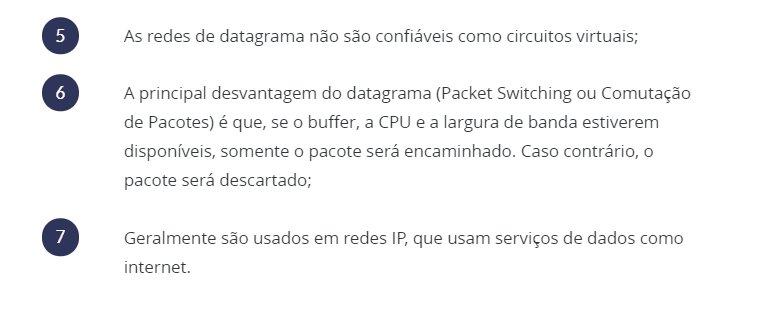 5 As redes de datagrama não são confiáveis como circuitos virtuais;
6 A principal desvantagem do datagrama (Packet Switching ou Comutação
de Pacotes) é que, se o buffer, a CPU e a largura de banda estiverem
disponíveis, somente o pacote será encaminhado. Caso contrário, o
pacote será descartado;
7 Geralmente são usados em redes IP, que usam serviços de dados como
internet.